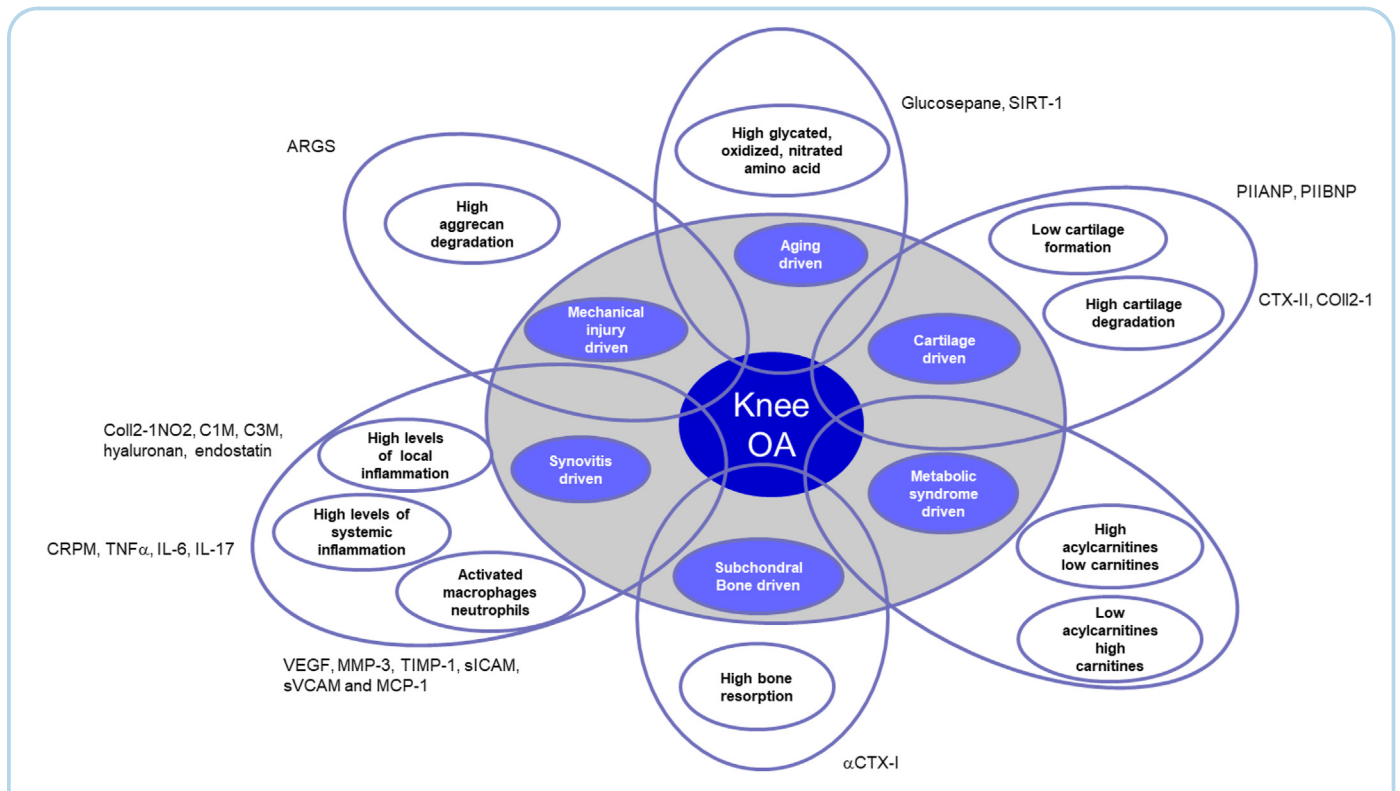 Glucosepane, SIRT-1
High glycated,
oxidized, nitrated
amino acid
ARGS
High
aggrecan
degradation
PIIANP, PIIBNP
Low cartilage
formation
High cartilage
degradation
CTX-II, COll2-1
Aging
driven
Mechanical
injury
driven
Cartilage
driven
Knee
OA
Coll2-1NO2, C1M, C3M,
hyaluronan, endostatin
High levels
of local
inflammation
Synovitis
driven
Metabolic
syndrome
driven
High levels of
systemic
inflammation
CRPM, TNFα, IL-6, IL-17
Activated
macrophages
neutrophils
Subchondral
Bone driven
High
acylcarnitines
low carnitines
Low
acylcarnitines
high
carnitines
VEGF, MMP-3, TIMP-1, sICAM,
sVCAM and MCP-1
High bone
resorption
αCTX-I